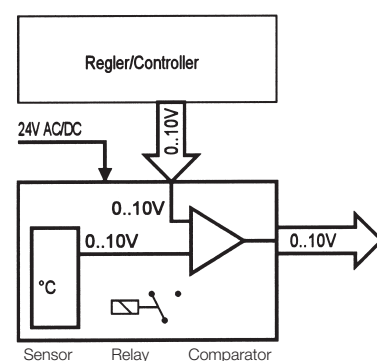 Regler/Controller
0..10V
24V AC/DC
0..10V
0..10V
0..10V
°C
Sensor Relay Comparator